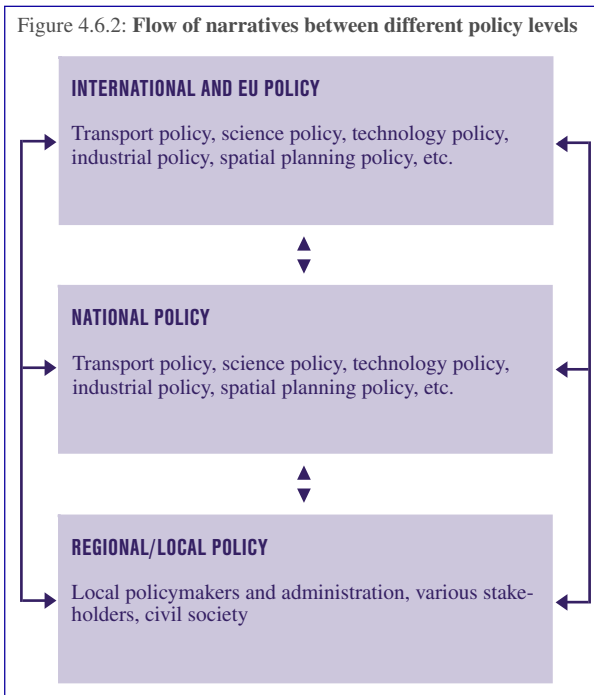 Figure 4.6.2: Flow of narratives between different policy levels
INTERNATIONAL AND EU POLICY
Transport policy, science policy, technology policy,
industrial policy, spatial planning policy, etc.
NATIONAL POLICY
Transport policy, science policy, technology policy,
industrial policy, spatial planning policy, etc.
REGIONAL/LOCAL POLICY
Local policymakers and administration, various stake-
holders, civil society